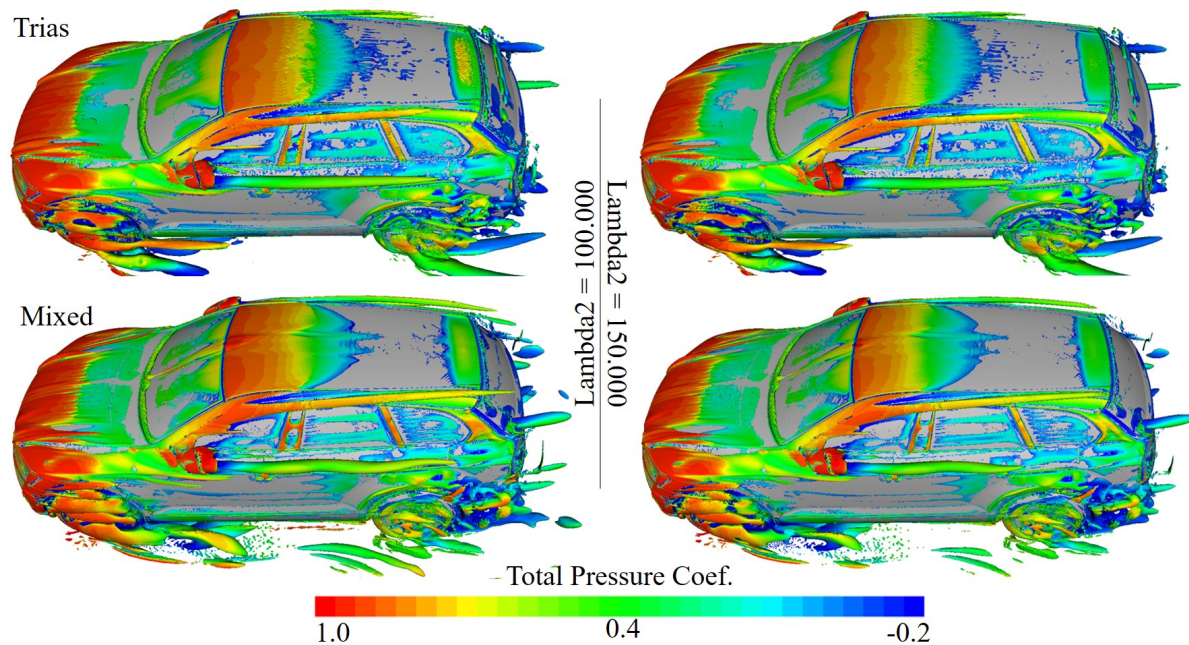 Trias
Lambda2 = 100.000
Lambda2 = 150.000
Mixed
Total Pressure Coef.
1.0 0.4 -0.2